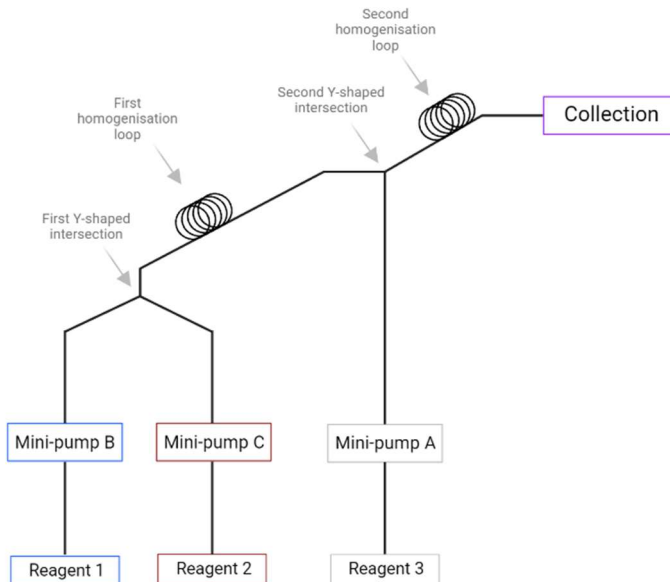 Second
homogenisation
loop
First
homogenisation
loop
Second Y-shaped
intersection
Collection
First Y-shaped
intersection
Mini-pump B
Mini-pump C
Mini-pump A
Reagent 1
Reagent 2
Reagent 3